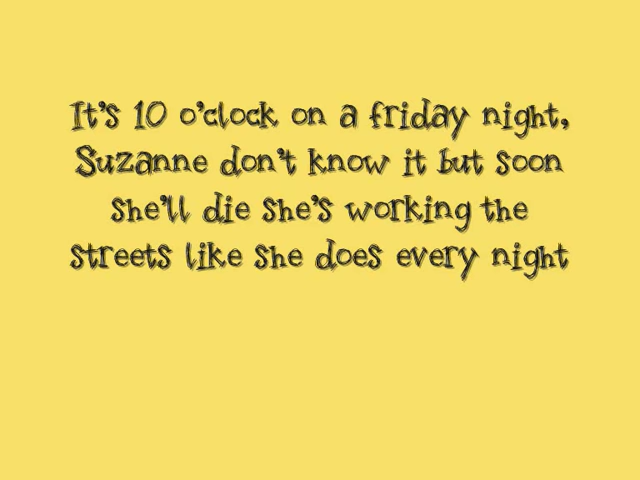 It's 10 o'clock on a friday night,
Suzanne don't know it but soon
she'll die she's working the
streets like she does every night